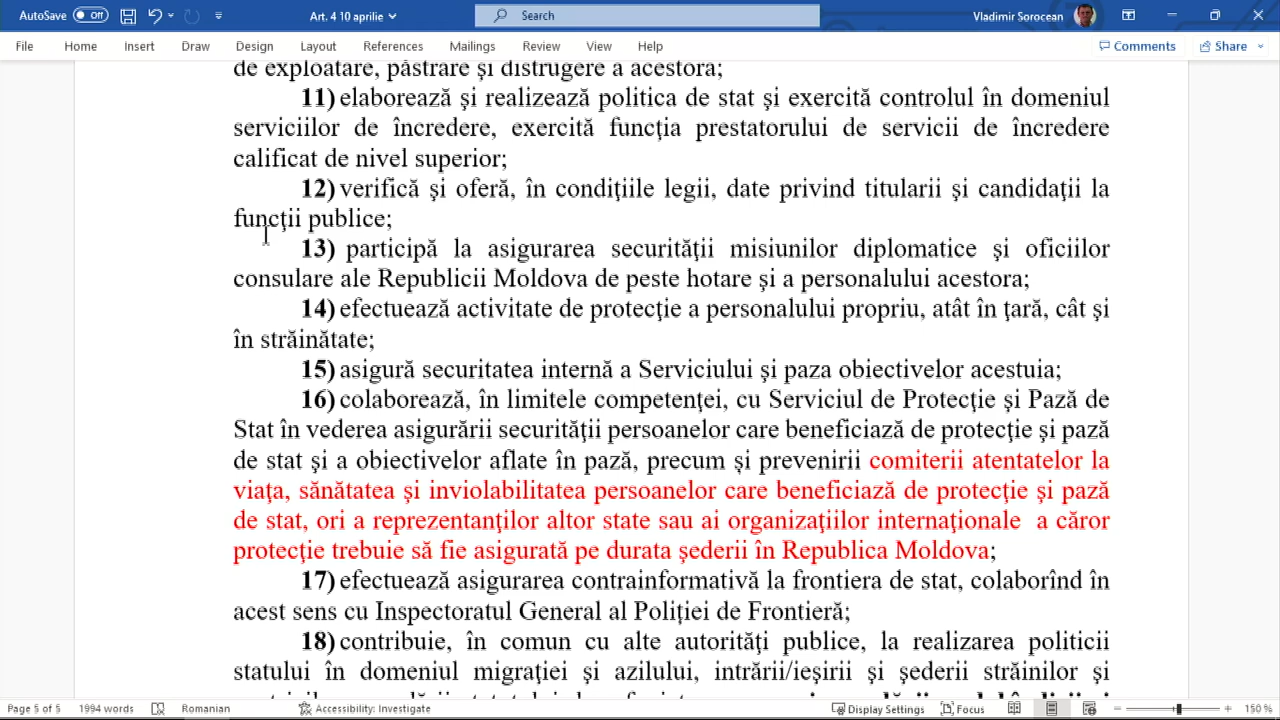 AutoSave Off Art. 4 10 aprilie Search Vladimir Sorocean
File Home Insert Draw Design Layout References Mailings Review View Help Comments Share
de exploatare, păstrare și distrugere a acestora;
11) elaborează şi realizează politica de stat şi exercită controlul în domeniul
serviciilor de încredere, exercită funcţia prestatorului de servicii de încredere
calificat de nivel superior;
12) verifică şi oferă, în condiţiile legii, date privind titularii şi candidaţii la
funcţii publice;
13) participă la asigurarea securităţii misiunilor diplomatice şi oficiilor
consulare ale Republicii Moldova de peste hotare și a personalului acestora;
14) efectuează activitate de protecţie a personalului propriu, atât în ţară, cât şi
în străinătate;
15) asigură securitatea internă a Serviciului şi paza obiectivelor acestuia;
16) colaborează, în limitele competenţei, cu Serviciul de Protecţie şi Pază de
Stat în vederea asigurării securităţii persoanelor care beneficiază de protecţie şi pază
de stat şi a obiectivelor aflate în pază, precum și prevenirii comiterii atentatelor la
viaţa, sănătatea şi inviolabilitatea persoanelor care beneficiază de protecţie şi pază
de stat, ori a reprezentanţilor altor state sau ai organizaţiilor internaţionale a căror
protecţie trebuie să fie asigurată pe durata şederii în Republica Moldova;
17) efectuează asigurarea contrainformativă la frontiera de stat, colaborînd în
acest sens cu Inspectoratul General al Poliției de Frontieră;
18) contribuie, în comun cu alte autorităţi publice, la realizarea politicii
statului în domeniul migraţiei şi azilului, intrării/ieşirii şi şederii străinilor şi
Page 5 of 5 1994 words Romanian Accessibility: Investigate Display Settings Focus 150 %